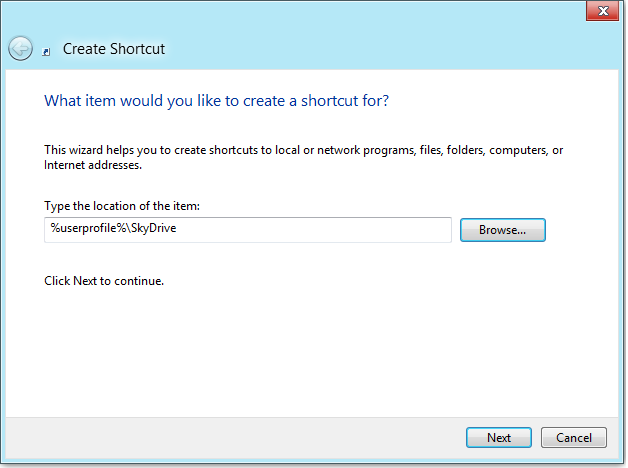 Create Shortcut
What item would you like to create a shortcut for?
This wizard helps you to create shortcuts to local or network programs, files, folders, computers, or
Internet addresses.
Type the location of the item:
%userprofile%\SkyDrive
Browse...
Click Next to continue.
Next
Cancel